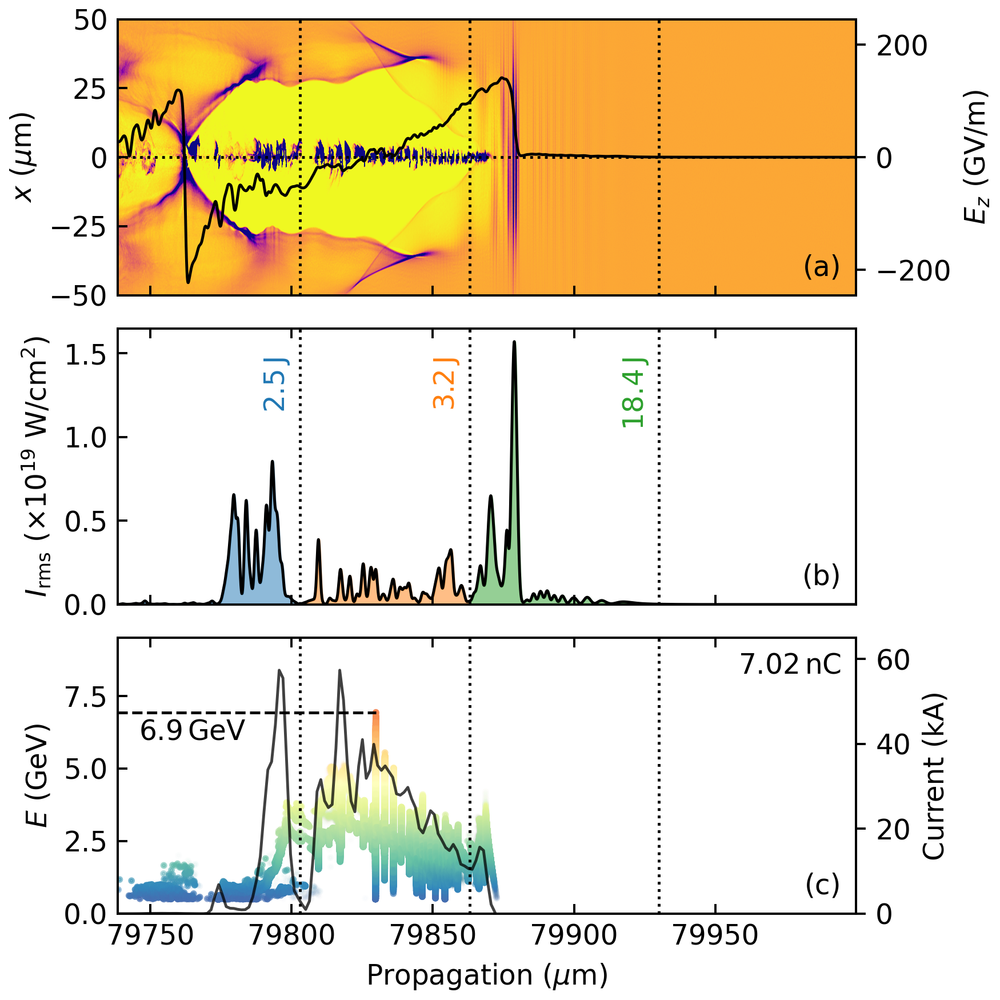 50
25
0
−25
−50
x (μm)
200
0
−200
E_z (GV/m)
(a)
1.5
1.0
0.5
0.0
I_rms (×10^19 W/cm^2)
2.5 J
3.2 J
18.4 J
(b)
7.5
5.0
2.5
0.0
E (GeV)
6.9 GeV
7.02 nC
60
40
20
0
Current (kA)
(c)
79750 79800 79850 79900 79950
Propagation (μm)